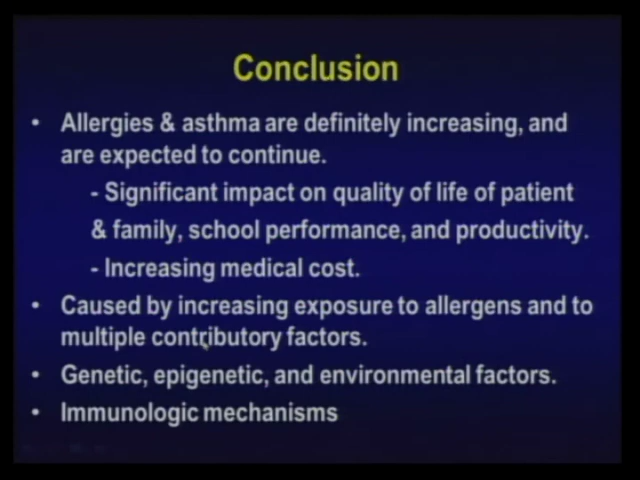 Conclusion
• Allergies & asthma are definitely increasing, and
are expected to continue.
- Significant impact on quality of life of patient
& family, school performance, and productivity.
- Increasing medical cost.
• Caused by increasing exposure to allergens and to
multiple contributory factors.
• Genetic, epigenetic, and environmental factors.
• Immunologic mechanisms